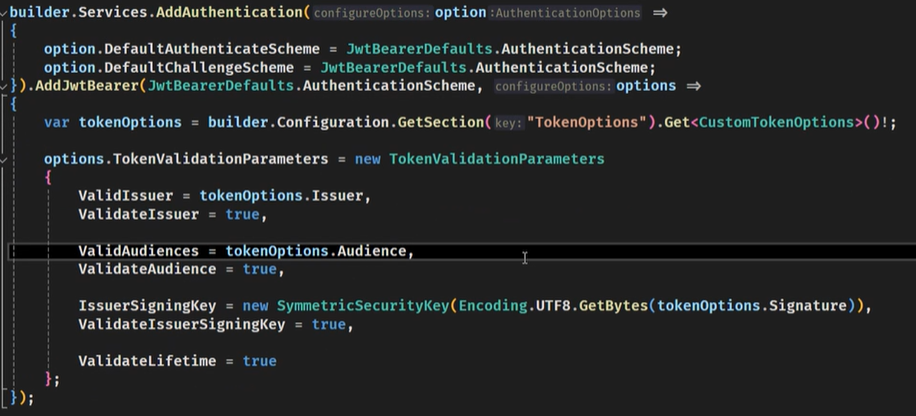 builder.Services.AddAuthentication(configureOptions: option :AuthenticationOptions =>
{
option.DefaultAuthenticateScheme = JwtBearerDefaults.AuthenticationScheme;
option.DefaultChallengeScheme = JwtBearerDefaults.AuthenticationScheme;
}).AddJwtBearer(JwtBearerDefaults.AuthenticationScheme, configureOptions: options =>
{
var tokenOptions = builder.Configuration.GetSection(key:"TokenOptions").Get<CustomTokenOptions>()!;
options.TokenValidationParameters = new TokenValidationParameters
{
ValidIssuer = tokenOptions.Issuer,
ValidateIssuer = true,
ValidAudiences = tokenOptions.Audience,
ValidateAudience = true,
IssuerSigningKey = new SymmetricSecurityKey(Encoding.UTF8.GetBytes(tokenOptions.Signature)),
ValidateIssuerSigningKey = true,
ValidateLifetime = true
};
});